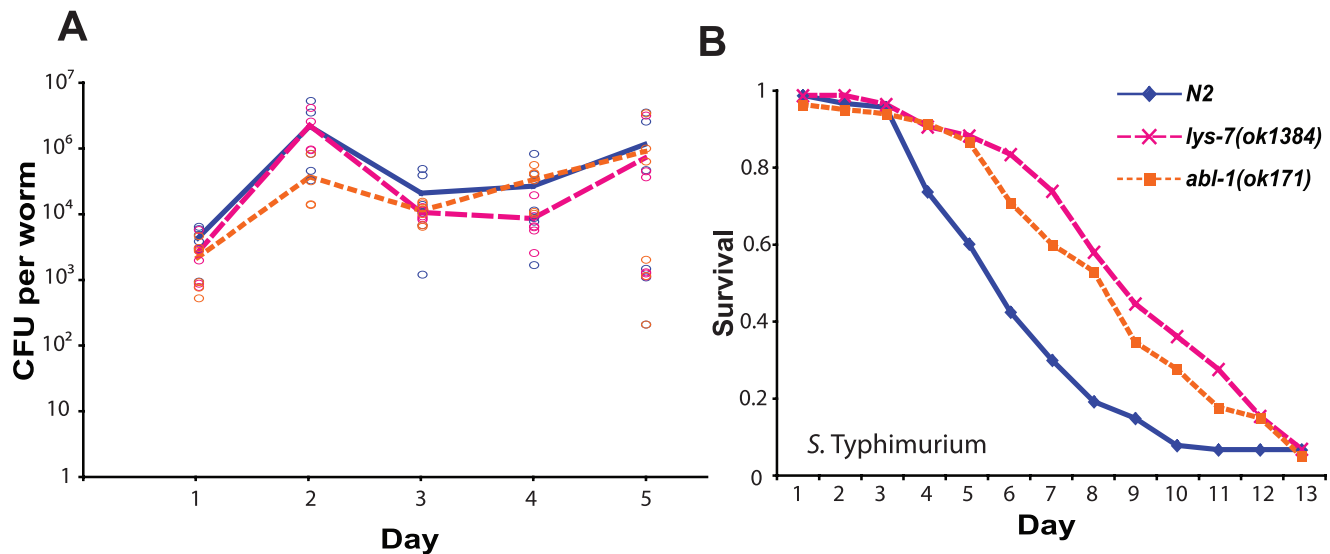 A
CFU per worm
10^7
10^6
10^5
10^4
10^3
10^2
10
1
1 2 3 4 5
Day
B
Survival
1
0.8
0.6
0.4
0.2
0
N2
lys-7(ok1384)
abl-1(ok171)
S. Typhimurium
1 2 3 4 5 6 7 8 9 10 11 12 13
Day